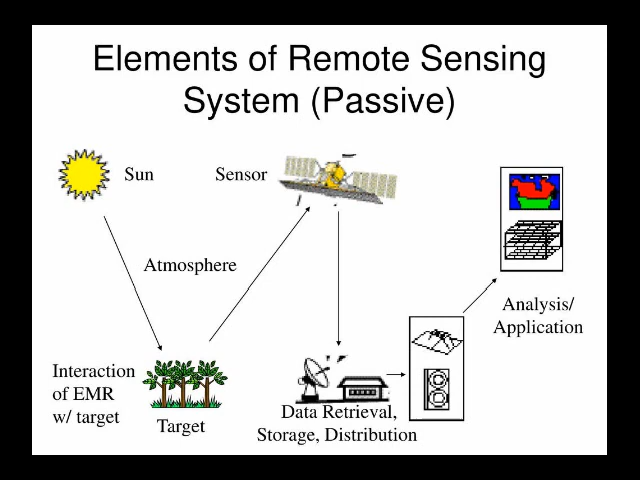 Elements of Remote Sensing
System (Passive)
Sun
Sensor
Atmosphere
Analysis/
Application
Interaction
of EMR
w/ target
Target
Data Retrieval,
Storage, Distribution